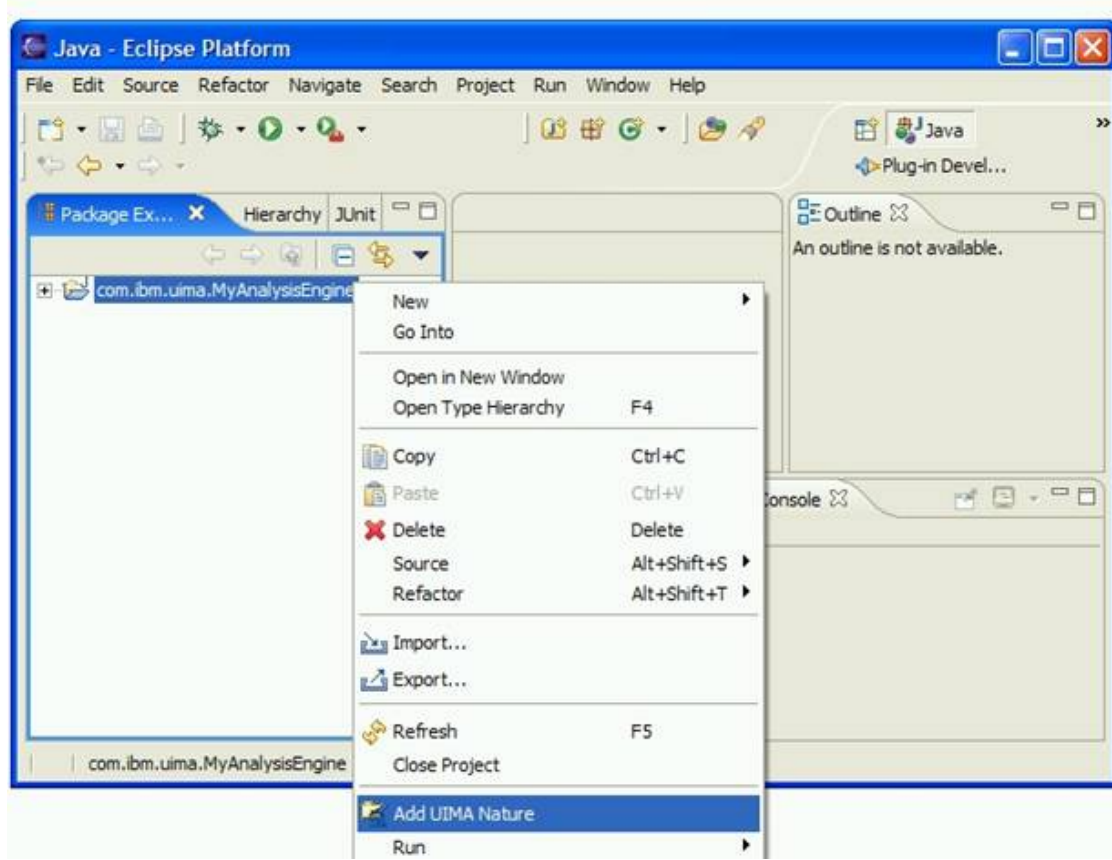 Java - Eclipse Platform
File Edit Source Refactor Navigate Search Project Run Window Help
Java
»
Plug-in Devel...
Package Ex... Hierarchy JUnit
Outline
An outline is not available.
com.ibm.uima.MyAnalysisEngine
New
Go Into
Open in New Window
Open Type Hierarchy F4
Copy Ctrl+C
Paste Ctrl+V
Console
Delete Delete
Source Alt+Shift+S
Refactor Alt+Shift+T
Import...
Export...
Refresh F5
com.ibm.uima.MyAnalysisEngine
Close Project
Add UIMA Nature
Run